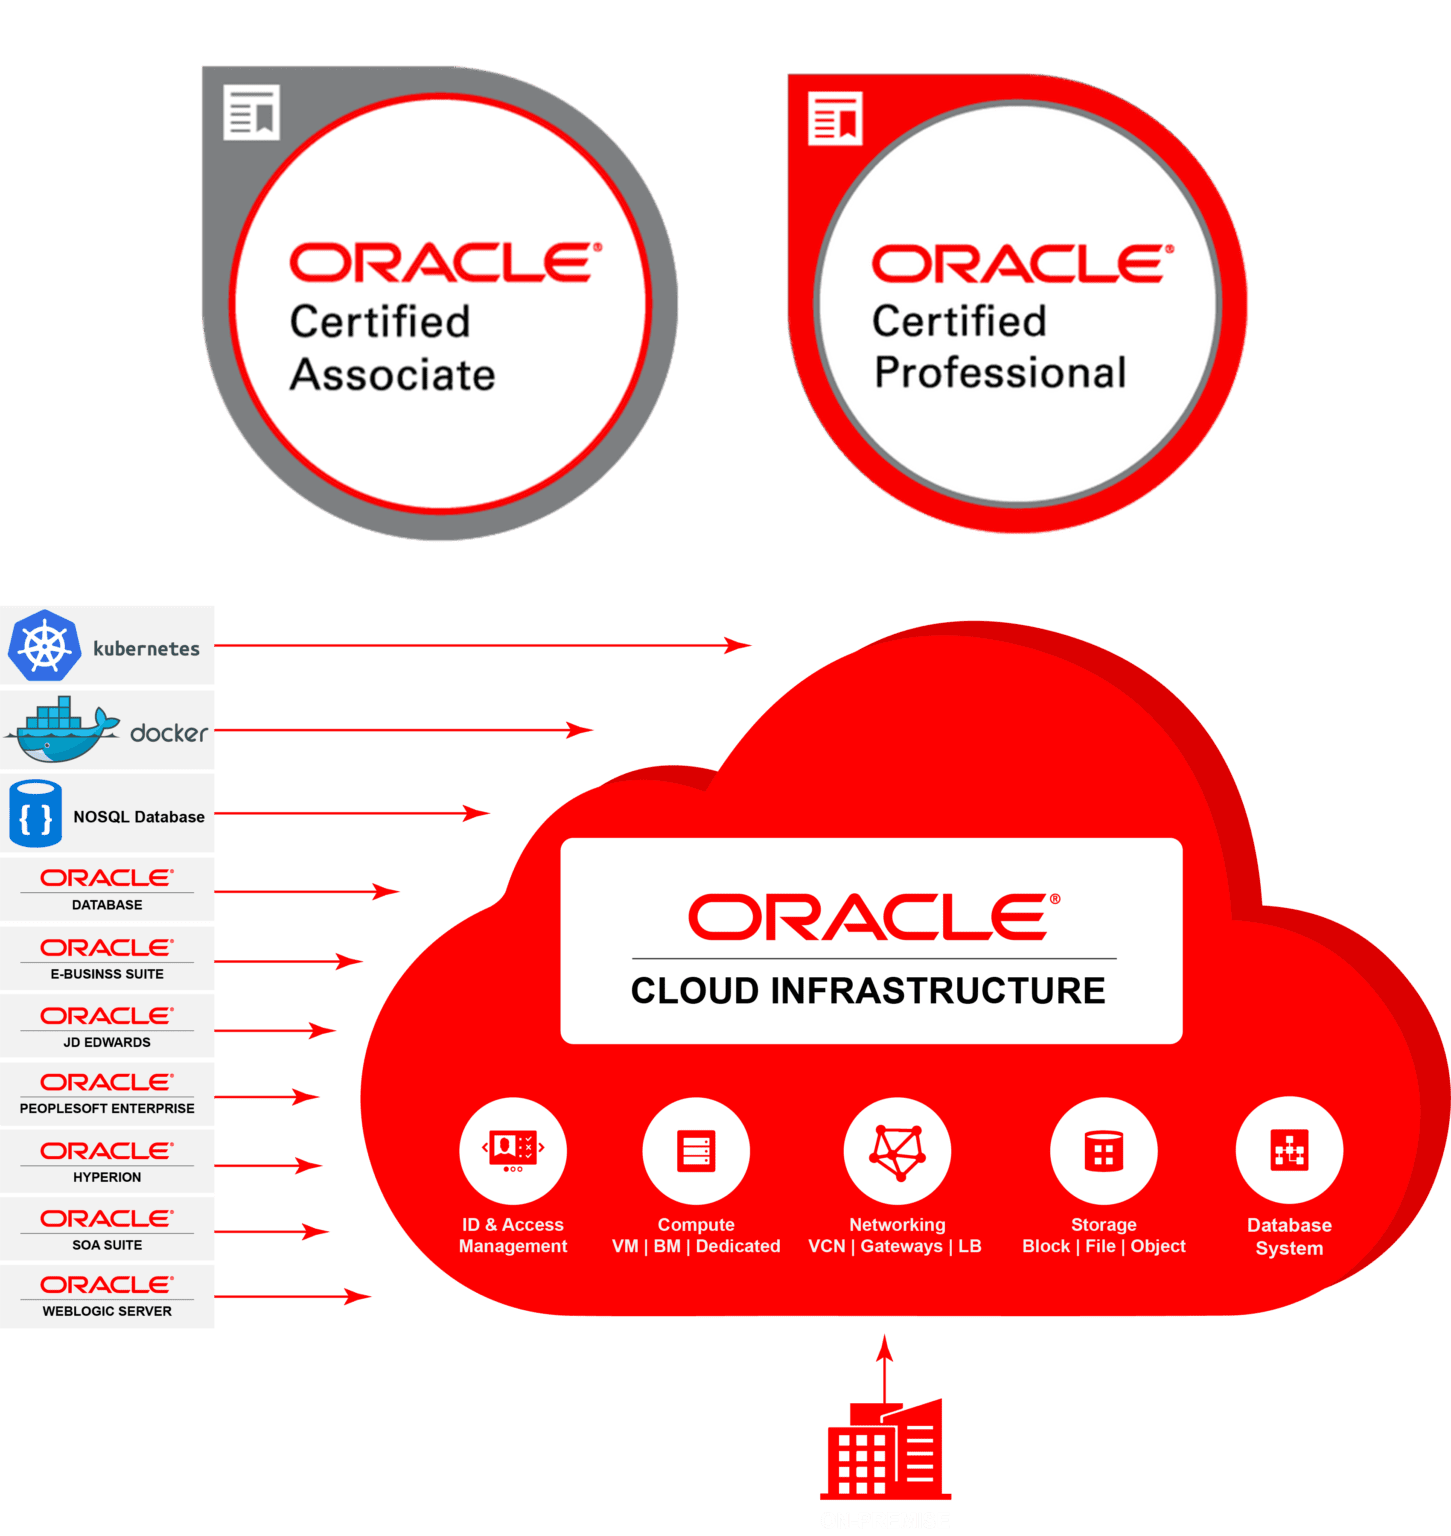 ORACLE®
Certified
Associate
ORACLE®
Certified
Professional
kubernetes
docker
NOSQL Database
ORACLE®
DATABASE
ORACLE®
E-BUSINSS SUITE
ORACLE®
JD EDWARDS
ORACLE®
PEOPLESOFT ENTERPRISE
ORACLE®
HYPERION
ORACLE®
SOA SUITE
ORACLE®
WEBLOGIC SERVER
ORACLE®
CLOUD INFRASTRUCTURE
ID & Access
Management
Compute
VM | BM | Dedicated
Networking
VCN | Gateways | LB
Storage
Block | File | Object
Database
System